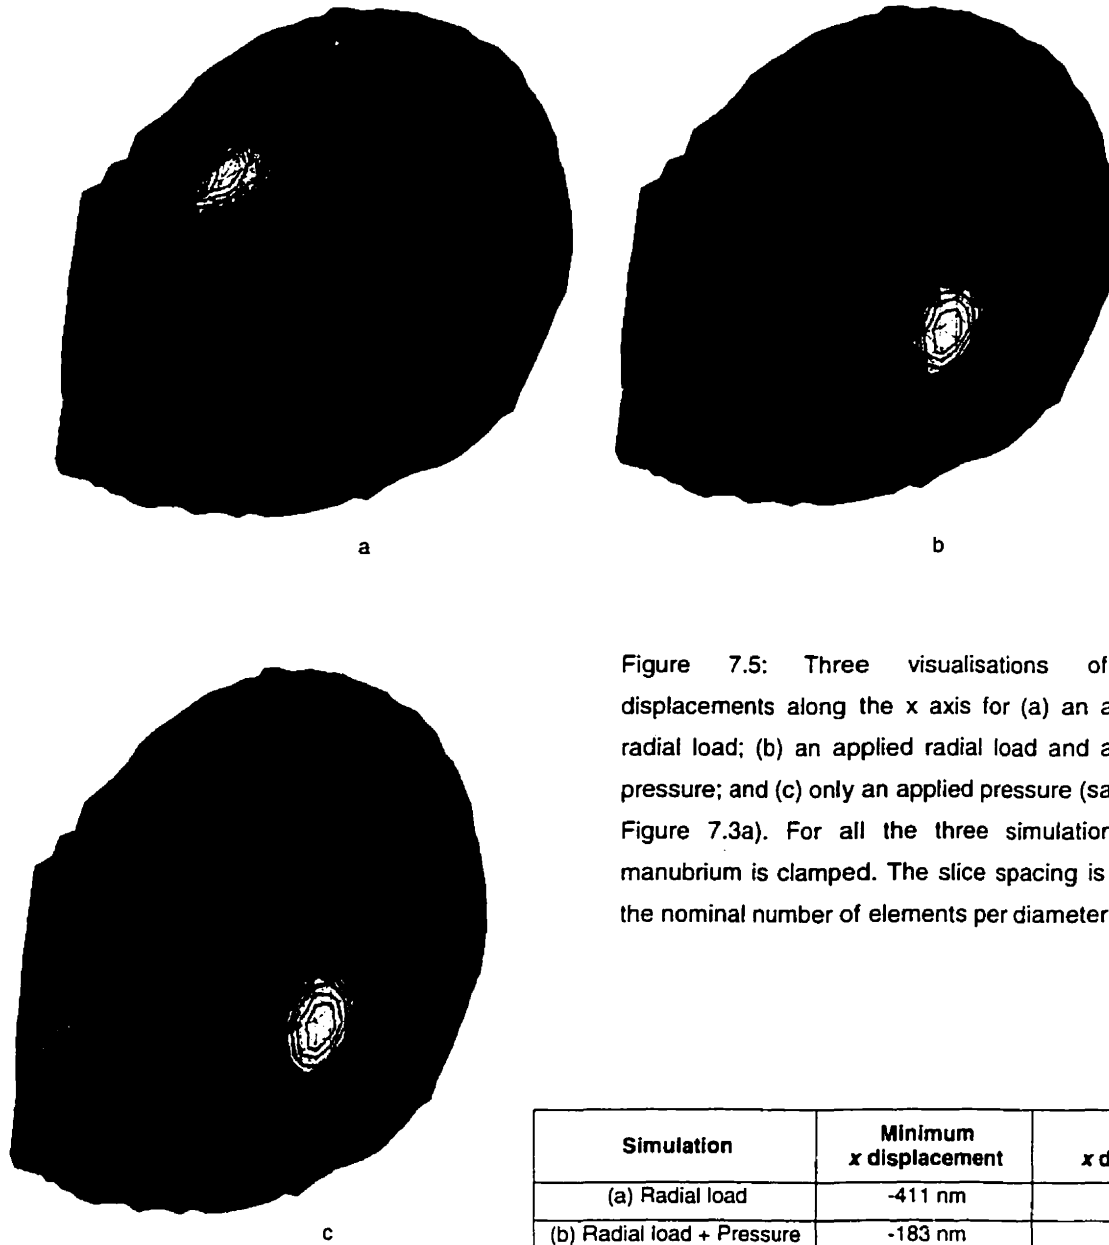 a
b
Figure 7.5: Three visualisations of
displacements along the x axis for (a) an a
radial load; (b) an applied radial load and a
pressure; and (c) only an applied pressure (sa
Figure 7.3a). For all the three simulation
manubrium is clamped. The slice spacing is
the nominal number of elements per diameter
c
Simulation
Minimum
x displacement
x d
(a) Radial load
-411 nm
(b) Radial load + Pressure
-183 nm